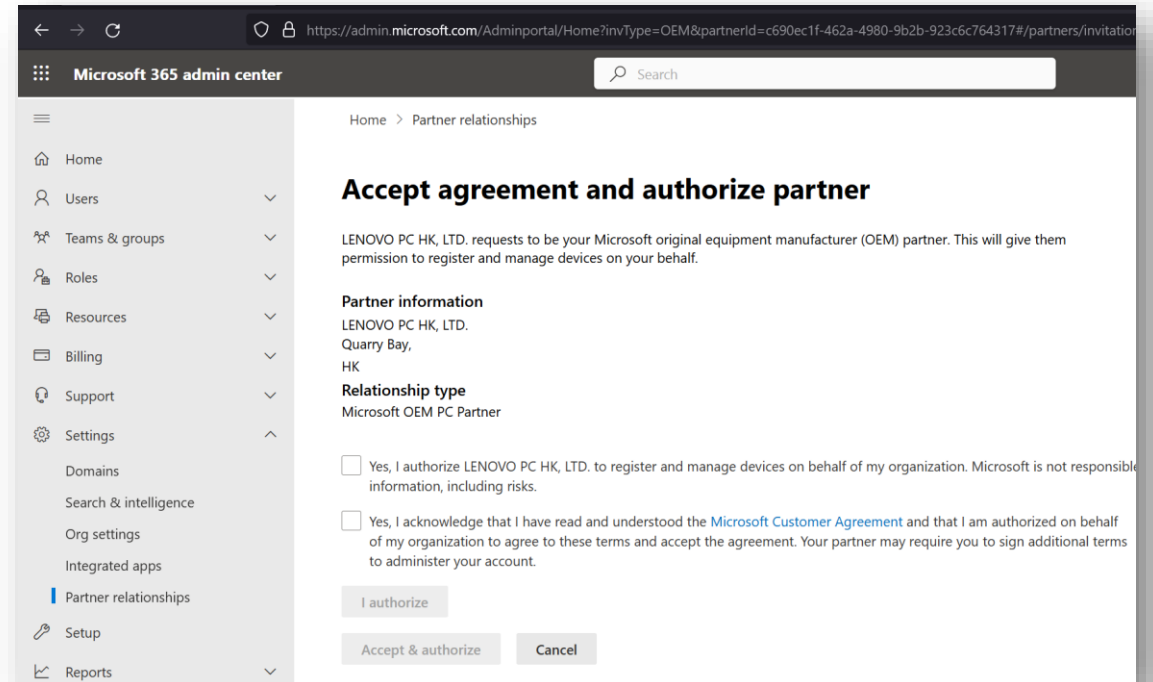 https://admin.microsoft.com/Adminportal/Home?invType=OEM&partnerId=c690ec1f-462a-4980-9b2b-923c6c764317#/partners/invitation
Microsoft 365 admin center
Search
Home > Partner relationships
Home
Users
Teams & groups
Roles
Resources
Billing
Support
Settings
Domains
Search & intelligence
Org settings
Integrated apps
Partner relationships
Setup
Reports
Accept agreement and authorize partner
LENOVO PC HK, LTD. requests to be your Microsoft original equipment manufacturer (OEM) partner. This will give them
permission to register and manage devices on your behalf.
Partner information
LENOVO PC HK, LTD.
Quarry Bay,
HK
Relationship type
Microsoft OEM PC Partner
Yes, I authorize LENOVO PC HK, LTD. to register and manage devices on behalf of my organization. Microsoft is not responsible
information, including risks.
Yes, I acknowledge that I have read and understood the Microsoft Customer Agreement and that I am authorized on behalf
of my organization to agree to these terms and accept the agreement. Your partner may require you to sign additional terms
to administer your account.
I authorize
Accept & authorize
Cancel